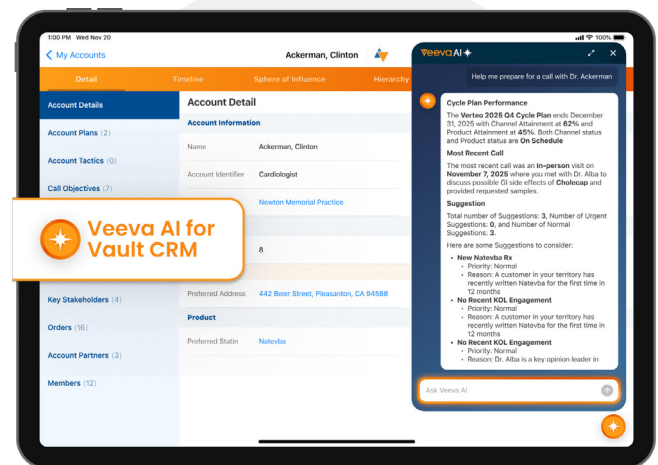 1:00 PM Wed Nov 20
100%
My Accounts
Ackerman, Clinton
Detail
Timeline
Sphere of Influence
Hierarchy
Account Details
Account Plans (2)
Account Tactics (0)
Call Objectives (7)
Key Stakeholders (4)
Orders (16)
Account Partners (3)
Members (12)
Account Detail
Account Information
Name Ackerman, Clinton
Account Identifier Cardiologist
Newton Memorial Practice
8
Preferred Address 442 Beier Street, Pleasanton, CA 94588
Product
Preferred Statin Natevba
Veeva AI for
Vault CRM
Veeva AI
Help me prepare for a call with Dr. Ackerman
Cycle Plan Performance
The Verteo 2025 Q4 Cycle Plan ends December
31, 2025 with Channel Attainment at 62% and
Product Attainment at 45%. Both Channel status
and Product status are On Schedule
Most Recent Call
The most recent call was an In-person visit on
November 7, 2025 where you met with Dr. Alba to
discuss possible GI side effects of Cholecap and
provided requested samples.
Suggestion
Total number of Suggestions: 3, Number of Urgent
Suggestions: 0, and Number of Normal
Suggestions: 3.
Here are some Suggestions to consider:
• New Natevba Rx
• Priority: Normal
• Reason: A customer in your territory has
recently written Natevba for the first time in
12 months
• No Recent KOL Engagement
• Priority: Normal
• Reason: A customer in your territory has
recently written Natevba for the first time in
12 months
• No Recent KOL Engagement
• Priority: Normal
• Reason: Dr. Alba is a key opinion leader in
Ask Veeva AI